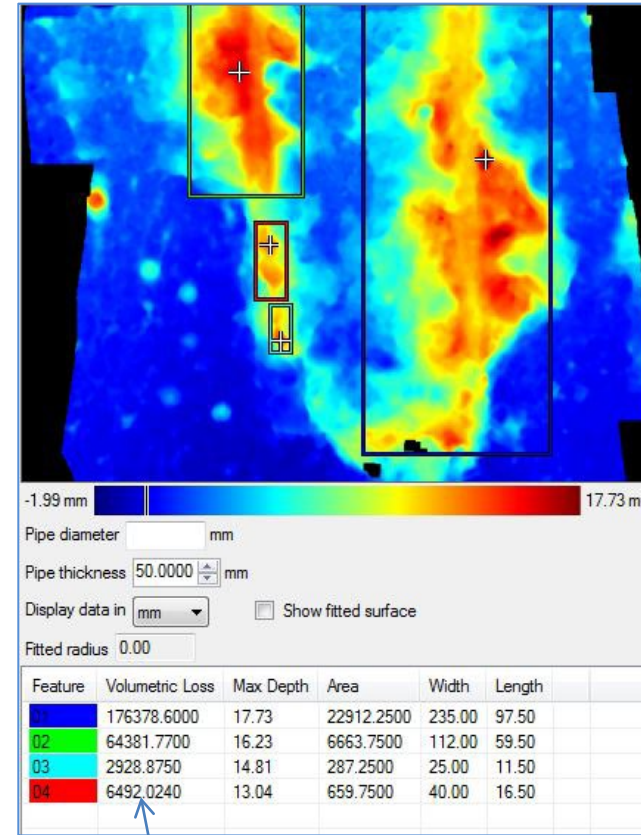 -1.99 mm 17.73 m
Pipe diameter mm
Pipe thickness 50.0000 mm
Display data in mm Show fitted surface
Fitted radius 0.00
Feature Volumetric Loss Max Depth Area Width Length
01 176378.6000 17.73 22912.2500 235.00 97.50
02 64381.7700 16.23 6663.7500 112.00 59.50
03 2928.8750 14.81 287.2500 25.00 11.50
04 6492.0240 13.04 659.7500 40.00 16.50